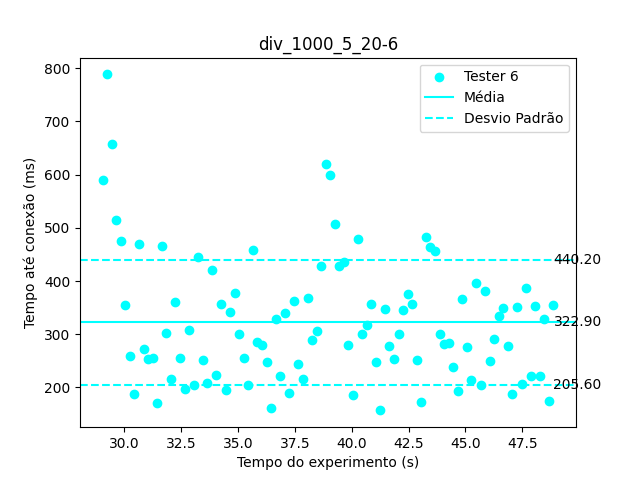 div_1000_5_20-6
Tempo até conexão (ms)
800
700
600
500
400
300
200
Tester 6
Média
Desvio Padrão
440.20
322.90
205.60
30.0 32.5 35.0 37.5 40.0 42.5 45.0 47.5
Tempo do experimento (s)